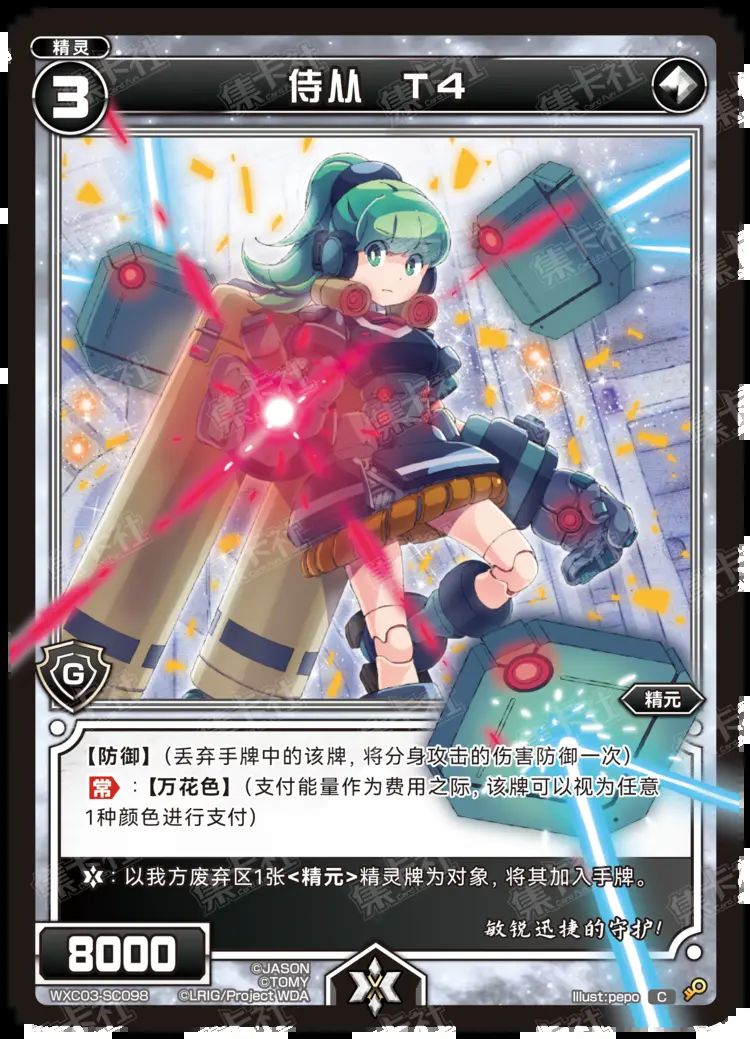 精灵
3
侍从 T4
G
精元
【防御】(丢弃手牌中的该牌, 将分身攻击的伤害防御一次)
常:【万花色】(支付能量作为费用之际, 该牌可以视为任意
1种颜色进行支付)
:以我方废弃区1张<精元>精灵牌为对象, 将其加入手牌。
敏锐迅捷的守护!
8000
©JASON
©TOMY
WXC03-SC098 ©LRIG/Project WDA
Illust:pepo C
集卡社